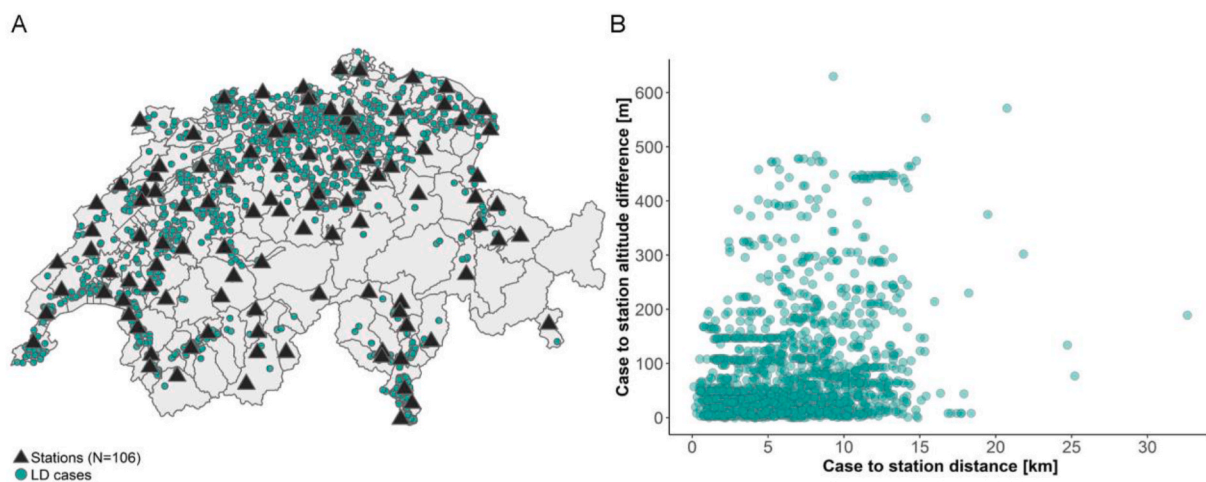 A
B
Stations (N=106)
LD cases
Case to station altitude difference [m]
600
500
400
300
200
100
0
0 5 10 15 20 25 30
Case to station distance [km]